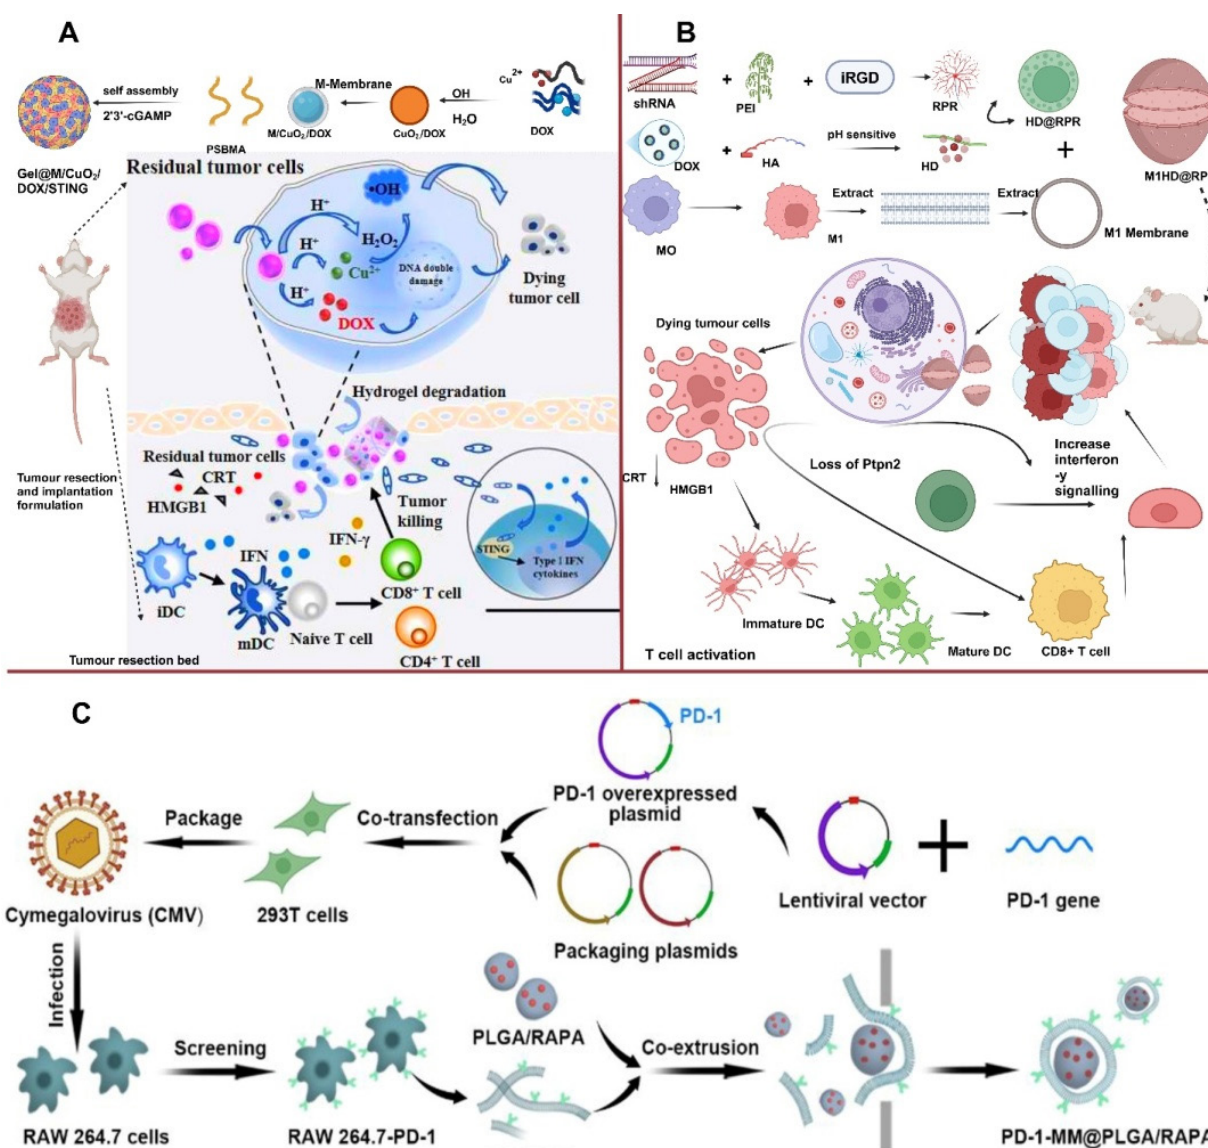 A
self assembly
2'3'-cGAMP
Gel@M/CuO₂/
DOX/STING
PSBMA
M-Membrane
M/CuO₂/DOX
CuO₂/DOX
OH
H₂O
Cu²⁺
DOX
Residual tumor cells
•OH
H⁺
H⁺
H⁺
H₂O₂
Cu²⁺
DOX
DNA double
damage
Dying
tumor cell
Hydrogel degradation
Residual tumor cells
CRT
HMGB1
Tumour resection
and implantation
formulation
Tumor
killing
IFN-γ
IFN
iDC
mDC
Naive T cell
CD8⁺ T cell
CD4⁺ T cell
STING
Type I IFN
cytokines
Tumour resection bed
B
shRNA
+
PEI
+
iRGD
RPR
HD@RPR
DOX
+
HA
pH sensitive
HD
+
M1HD@RP
MO
M1
Extract
Extract
M1 Membrane
Dying tumour cells
CRT
HMGB1
Loss of Ptpn2
Increase
interferon
-y
signalling
Immature DC
Mature DC
CD8+ T cell
T cell activation
C
PD-1
PD-1 overexpressed
plasmid
Package
Co-transfection
Cymegalovirus (CMV)
293T cells
Packaging plasmids
Lentiviral vector
+
PD-1 gene
Infection
Screening
PLGA/RAPA
Co-extrusion
RAW 264.7 cells
RAW 264.7-PD-1
PD-1-MM@PLGA/RAPA